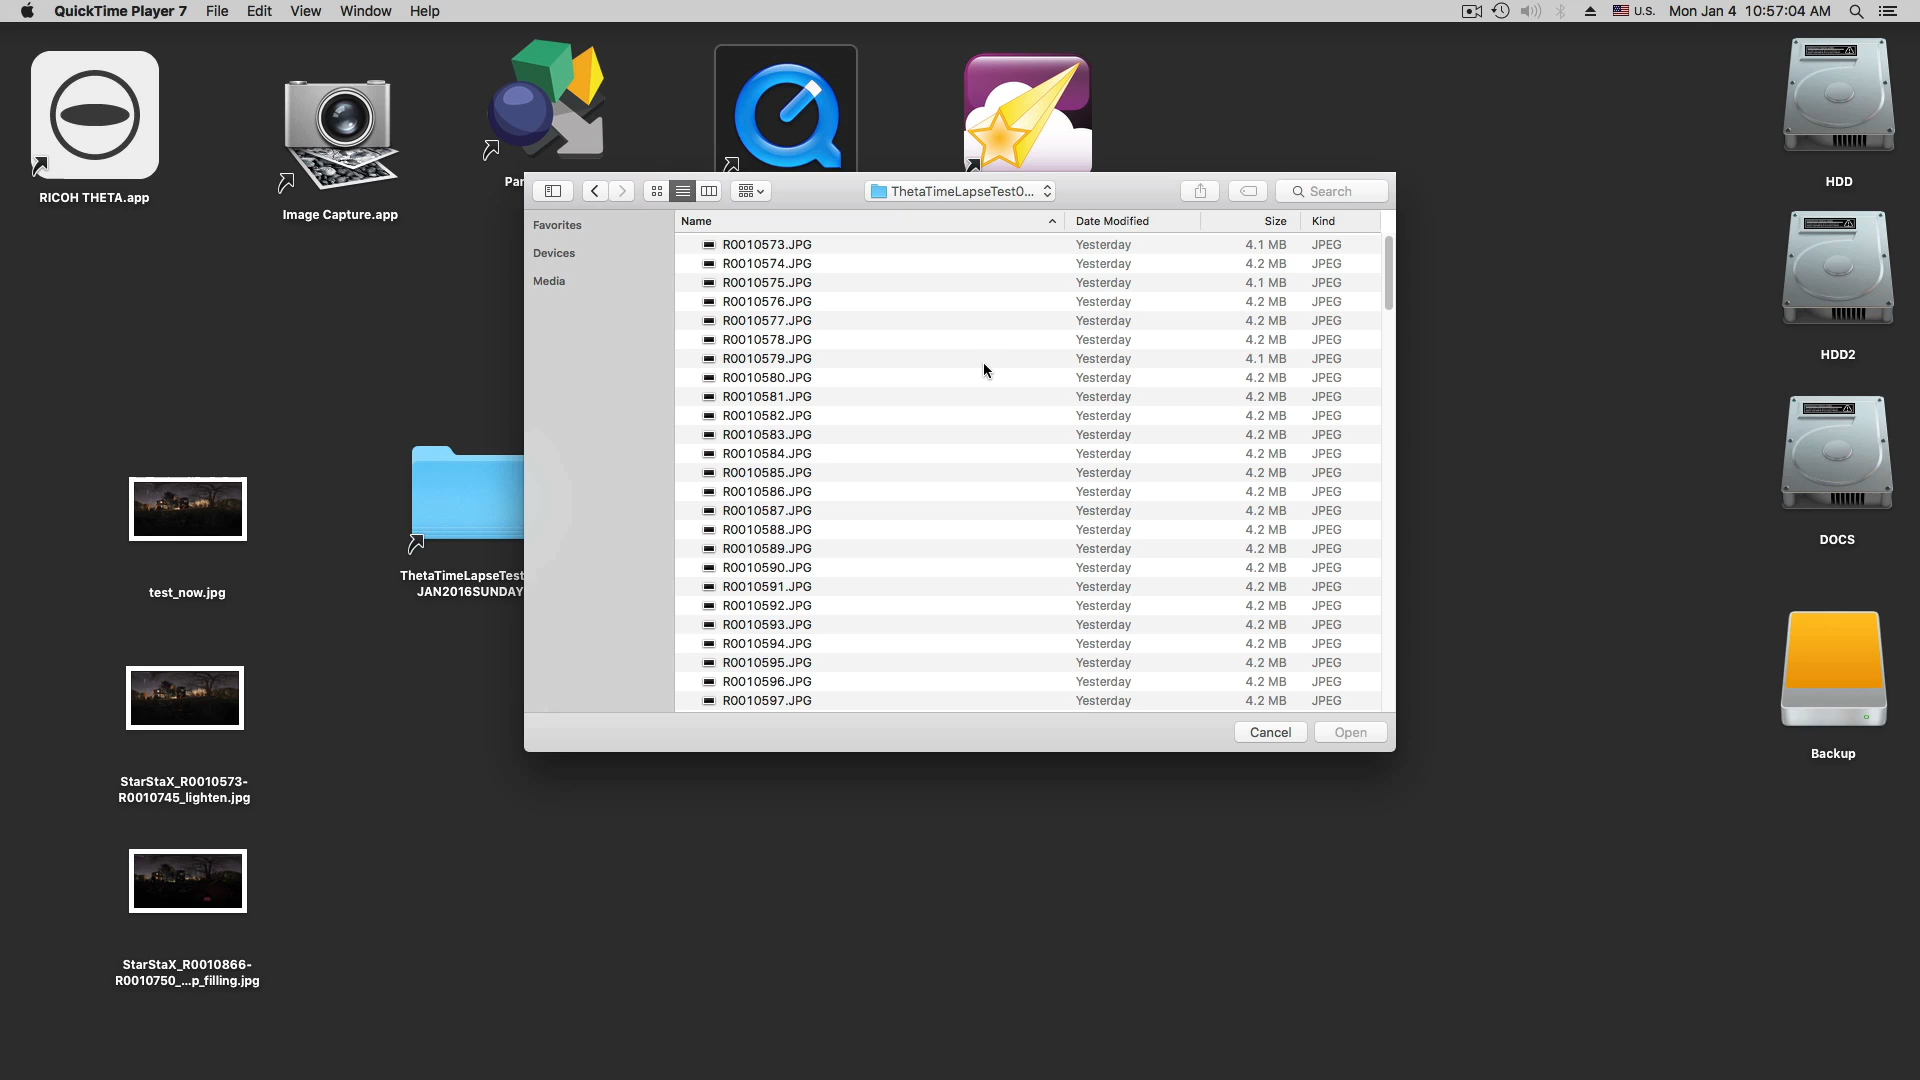 QuickTime Player 7 File Edit View Window Help U.S. Mon Jan 4 10:57:04 AM
RICOH THETA.app
Image Capture.app
HDD
HDD2
DOCS
Backup
test_now.jpg
StarStaX_R0010573-
R0010745_lighten.jpg
StarStaX_R0010866-
R0010750_...p_filling.jpg
ThetaTimeLapseTest
JAN2016SUNDAY
ThetaTimeLapseTest0... Search
Favorites
Devices
Media
Name Date Modified Size Kind
R0010573.JPG Yesterday 4.1 MB JPEG
R0010574.JPG Yesterday 4.2 MB JPEG
R0010575.JPG Yesterday 4.1 MB JPEG
R0010576.JPG Yesterday 4.2 MB JPEG
R0010577.JPG Yesterday 4.2 MB JPEG
R0010578.JPG Yesterday 4.2 MB JPEG
R0010579.JPG Yesterday 4.1 MB JPEG
R0010580.JPG Yesterday 4.2 MB JPEG
R0010581.JPG Yesterday 4.2 MB JPEG
R0010582.JPG Yesterday 4.2 MB JPEG
R0010583.JPG Yesterday 4.2 MB JPEG
R0010584.JPG Yesterday 4.2 MB JPEG
R0010585.JPG Yesterday 4.2 MB JPEG
R0010586.JPG Yesterday 4.2 MB JPEG
R0010587.JPG Yesterday 4.2 MB JPEG
R0010588.JPG Yesterday 4.2 MB JPEG
R0010589.JPG Yesterday 4.2 MB JPEG
R0010590.JPG Yesterday 4.2 MB JPEG
R0010591.JPG Yesterday 4.2 MB JPEG
R0010592.JPG Yesterday 4.2 MB JPEG
R0010593.JPG Yesterday 4.2 MB JPEG
R0010594.JPG Yesterday 4.2 MB JPEG
R0010595.JPG Yesterday 4.2 MB JPEG
R0010596.JPG Yesterday 4.2 MB JPEG
R0010597.JPG Yesterday 4.2 MB JPEG
Cancel Open